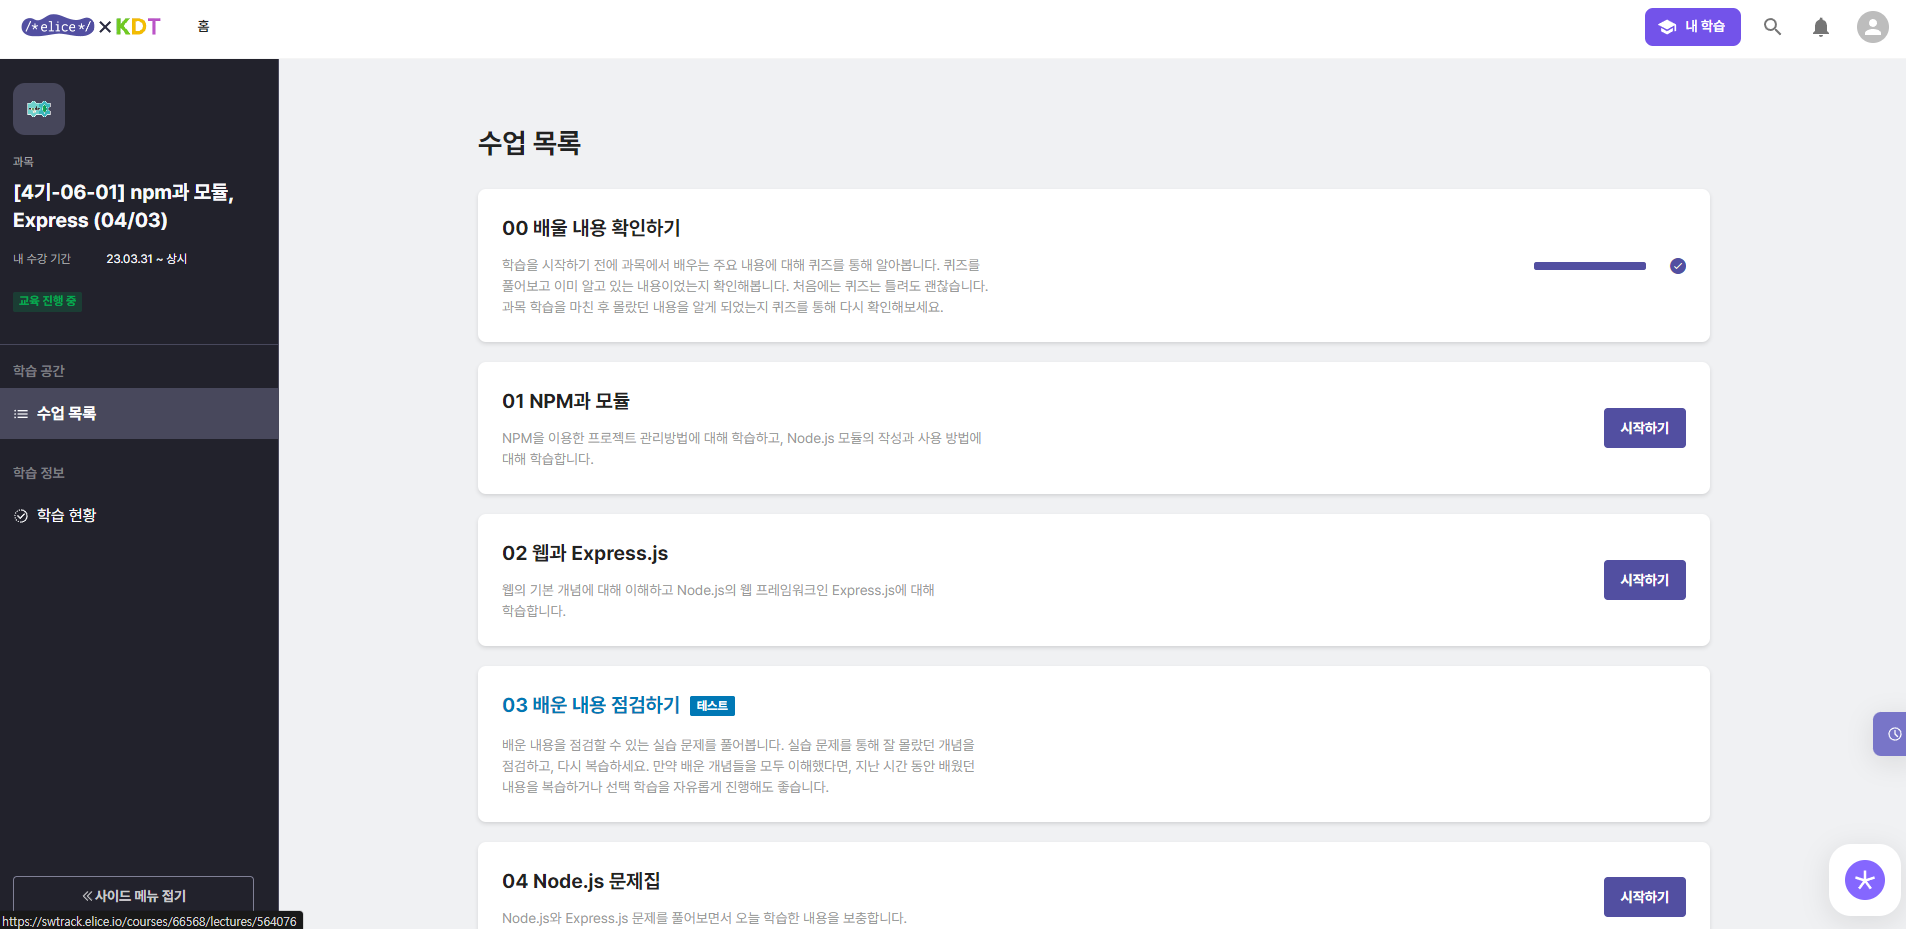 /*elice*/ × KDT
홈
내 학습
과목
[4기-06-01] npm과 모듈,
Express (04/03)
내 수강 기간 23.03.31 ~ 상시
교육 진행 중
학습 공간
수업 목록
학습 정보
학습 현황
사이드 메뉴 접기
https://swtrack.elice.io/courses/66568/lectures/564076
수업 목록
00 배울 내용 확인하기
학습을 시작하기 전에 과목에서 배우는 주요 내용에 대해 퀴즈를 통해 알아봅니다. 퀴즈를
풀어보고 이미 알고 있는 내용이었는지 확인해봅니다. 처음에는 퀴즈는 틀려도 괜찮습니다.
과목 학습을 마친 후 몰랐던 내용을 알게 되었는지 퀴즈를 통해 다시 확인해보세요.
01 NPM과 모듈
NPM을 이용한 프로젝트 관리방법에 대해 학습하고, Node.js 모듈의 작성과 사용 방법에
대해 학습합니다.
시작하기
02 웹과 Express.js
웹의 기본 개념에 대해 이해하고 Node.js의 웹 프레임워크인 Express.js에 대해
학습합니다.
시작하기
03 배운 내용 점검하기 테스트
배운 내용을 점검할 수 있는 실습 문제를 풀어봅니다. 실습 문제를 통해 잘 몰랐던 개념을
점검하고, 다시 복습하세요. 만약 배운 개념들을 모두 이해했다면, 지난 시간 동안 배웠던
내용을 복습하거나 선택 학습을 자유롭게 진행해도 좋습니다.
04 Node.js 문제집
Node.js와 Express.js 문제를 풀어보면서 오늘 학습한 내용을 보충합니다.
시작하기